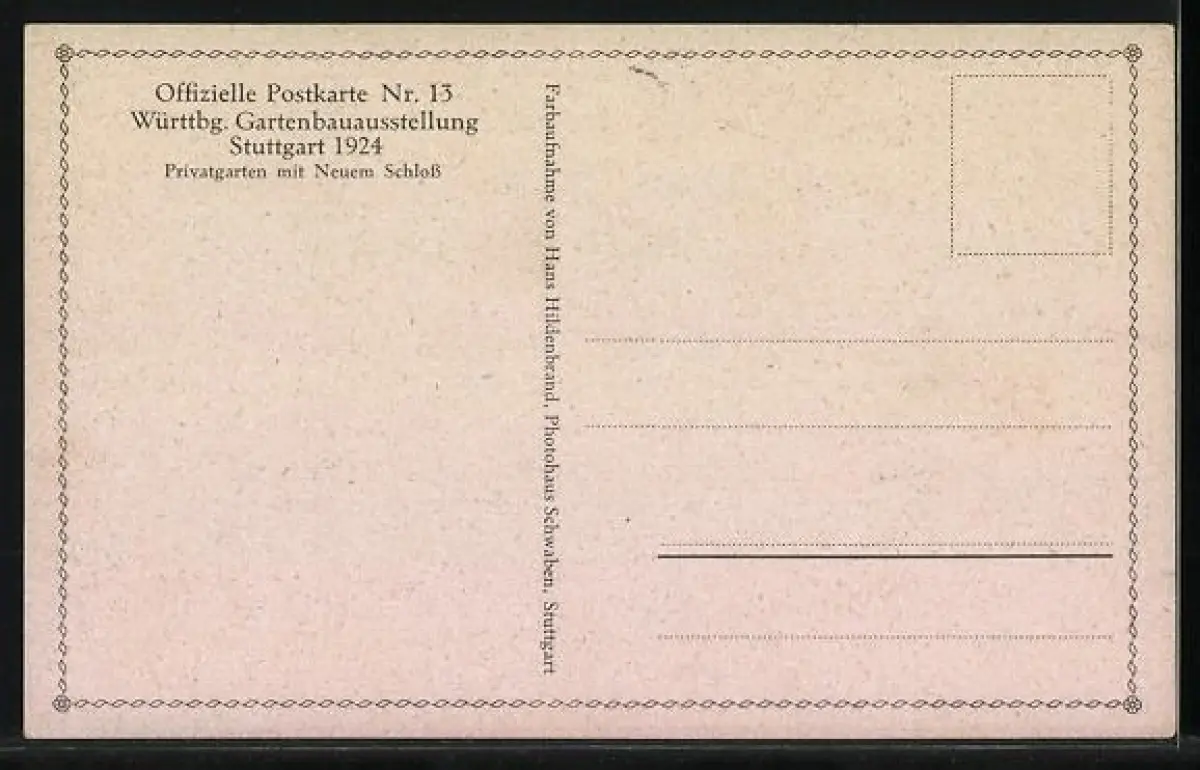 Offizielle Postkarte Nr. 13
Württbg. Gartenbauausstellung
Stuttgart 1924
Privatgarten mit Neuem Schloß
Farbaufnahme von Hans Hildenbrand, Photohaus Schwaben, Stuttgart